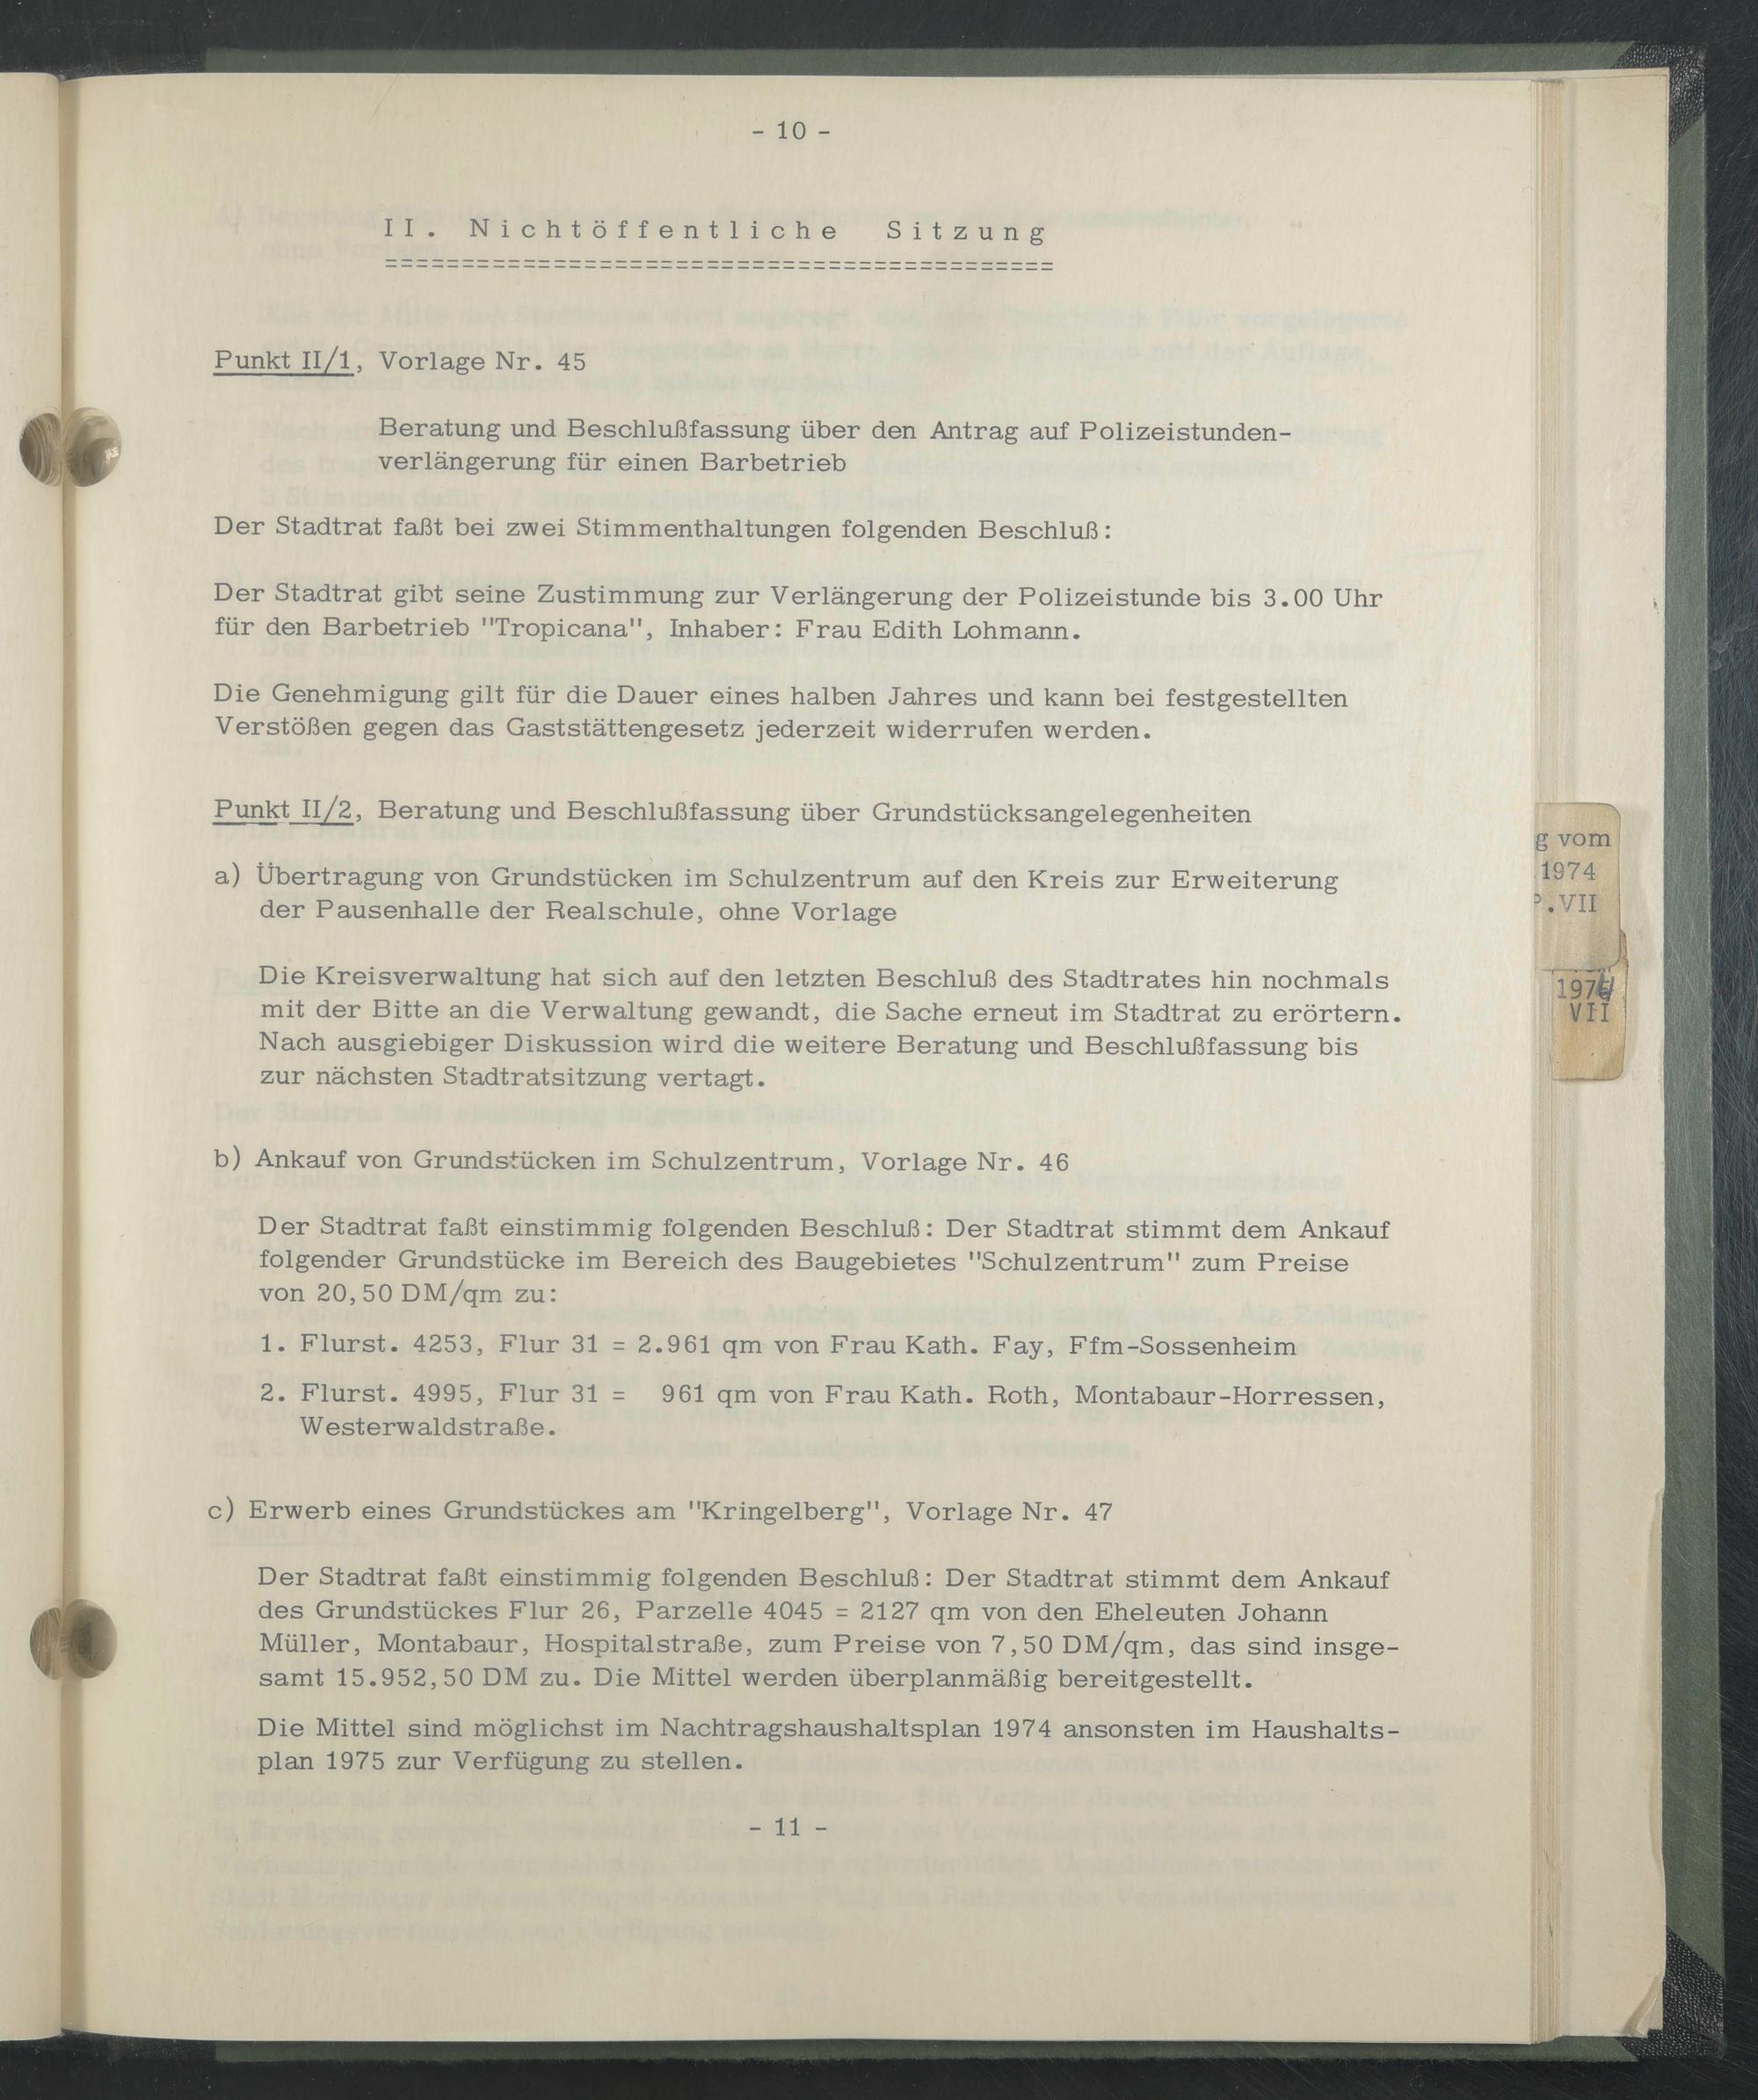 - 10 -
II. Nichtöffentliche Sitzung
============================================
Punkt II/1, Vorlage Nr. 45
Beratung und Beschlußfassung über den Antrag auf Polizeistunden-
verlängerung für einen Barbetrieb
Der Stadtrat faßt bei zwei Stimmenthaltungen folgenden Beschluß:
Der Stadtrat gibt seine Zustimmung zur Verlängerung der Polizeistunde bis 3.00 Uhr
für den Barbetrieb "Tropicana", Inhaber: Frau Edith Lohmann.
Die Genehmigung gilt für die Dauer eines halben Jahres und kann bei festgestellten
Verstößen gegen das Gaststättengesetz jederzeit widerrufen werden.
Punkt II/2, Beratung und Beschlußfassung über Grundstücksangelegenheiten
a) Übertragung von Grundstücken im Schulzentrum auf den Kreis zur Erweiterung
der Pausenhalle der Realschule, ohne Vorlage
Die Kreisverwaltung hat sich auf den letzten Beschluß des Stadtrates hin nochmals
mit der Bitte an die Verwaltung gewandt, die Sache erneut im Stadtrat zu erörtern.
Nach ausgiebiger Diskussion wird die weitere Beratung und Beschlußfassung bis
zur nächsten Stadtratsitzung vertagt.
b) Ankauf von Grundstücken im Schulzentrum, Vorlage Nr. 46
Der Stadtrat faßt einstimmig folgenden Beschluß: Der Stadtrat stimmt dem Ankauf
folgender Grundstücke im Bereich des Baugebietes "Schulzentrum" zum Preise
von 20,50 DM/qm zu:
1. Flurst. 4253, Flur 31 = 2.961 qm von Frau Kath. Fay, Ffm-Sossenheim
2. Flurst. 4995, Flur 31 = 961 qm von Frau Kath. Roth, Montabaur-Horressen,
Westerwaldstraße.
c) Erwerb eines Grundstückes am "Kringelberg", Vorlage Nr. 47
Der Stadtrat faßt einstimmig folgenden Beschluß: Der Stadtrat stimmt dem Ankauf
des Grundstückes Flur 26, Parzelle 4045 = 2127 qm von den Eheleuten Johann
Müller, Montabaur, Hospitalstraße, zum Preise von 7,50 DM/qm, das sind insge-
samt 15.952,50 DM zu. Die Mittel werden überplanmäßig bereitgestellt.
Die Mittel sind möglichst im Nachtragshaushaltsplan 1974 ansonsten im Haushalts-
plan 1975 zur Verfügung zu stellen.
- 11 -
g vom
1974
P.VII
1974
VII